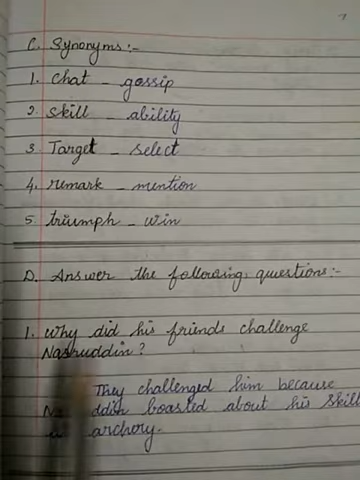 C. Synonyms:-
1. Chat - gossip
2. Skill - ability
3. Target - select
4. remark - mention
5. triumph - win
D. Answer the following questions:-
1. Why did his friends challenge
Nasruddin?
They challenged him because
boasted about his skill
archery.